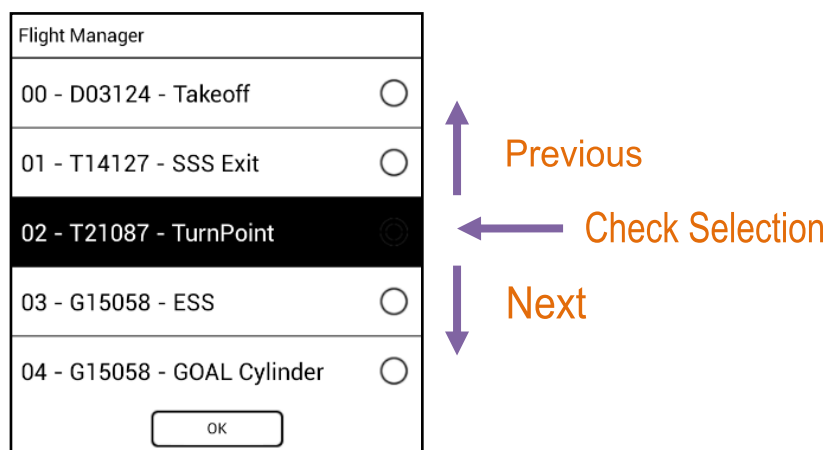 Flight Manager
00 - D03124 - Takeoff
01 - T14127 - SSS Exit
02 - T21087 - TurnPoint
03 - G15058 - ESS
04 - G15058 - GOAL Cylinder
OK
Previous
Check Selection
Next